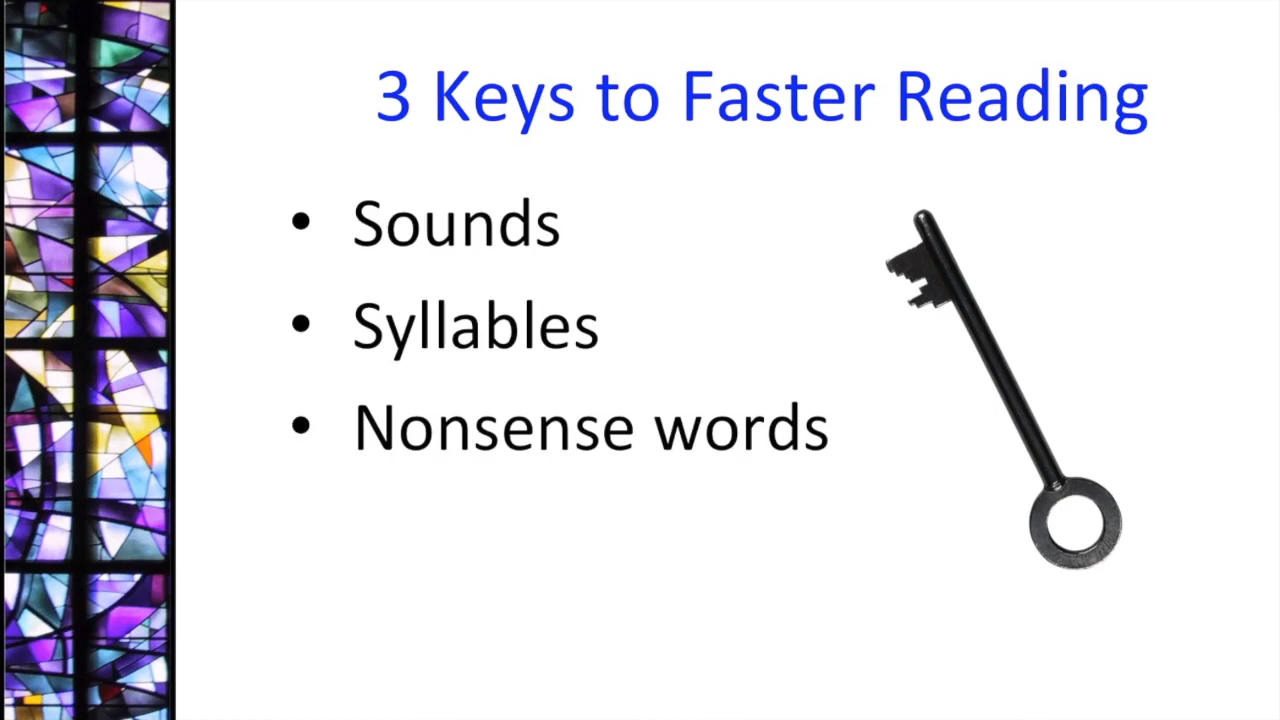 3 Keys to Faster Reading
• Sounds
• Syllables
• Nonsense words